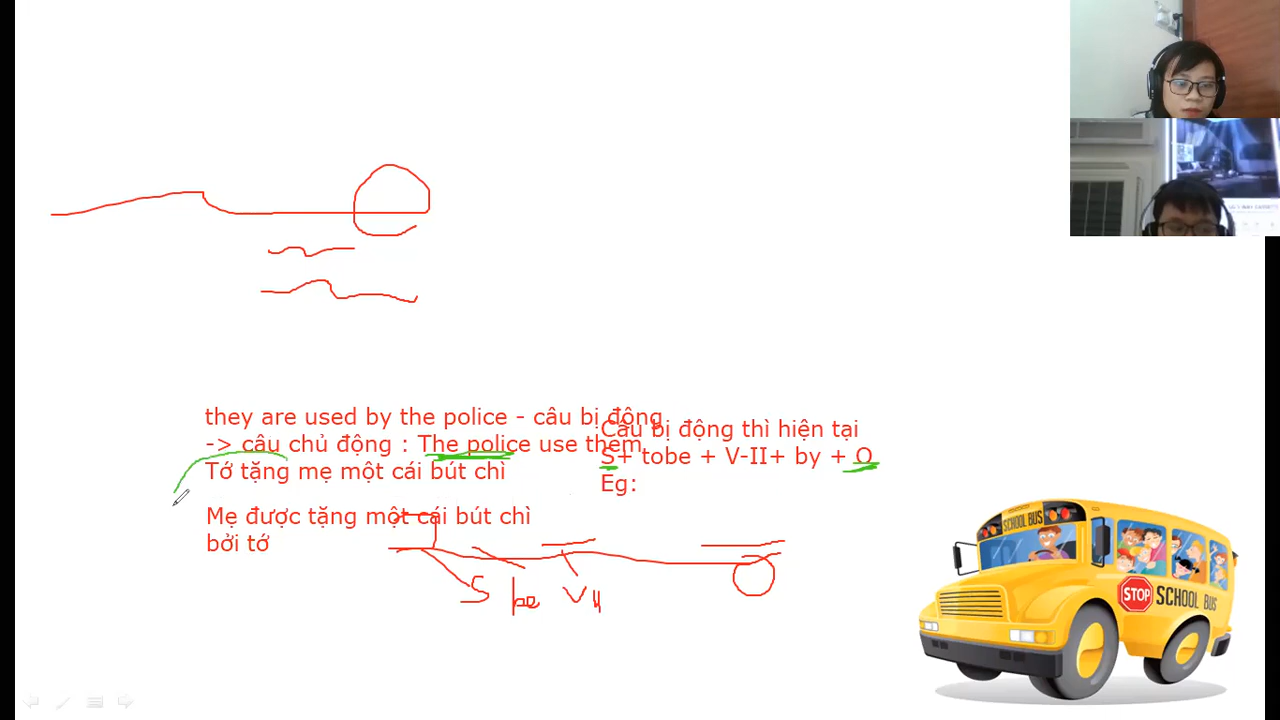 they are used by the police - câu bị động
-> câu chủ động : The police use them
Tớ tặng mẹ một cái bút chì
Mẹ được tặng một cái bút chì
bởi tớ
Câu bị động thì hiện tại
S+ tobe + V-II+ by + O
Eg:
S be V II
SCHOOL BUS
STOP SCHOOL BUS